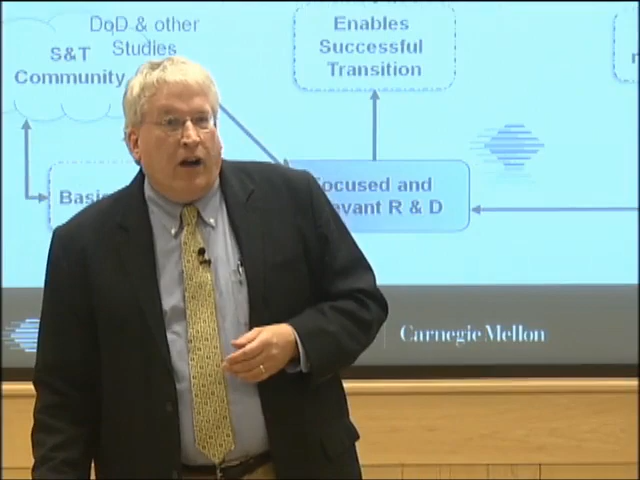 DoD & other
Studies
S&T
Community
Enables
Successful
Transition
Focused and
R & D
Carnegie Mellon